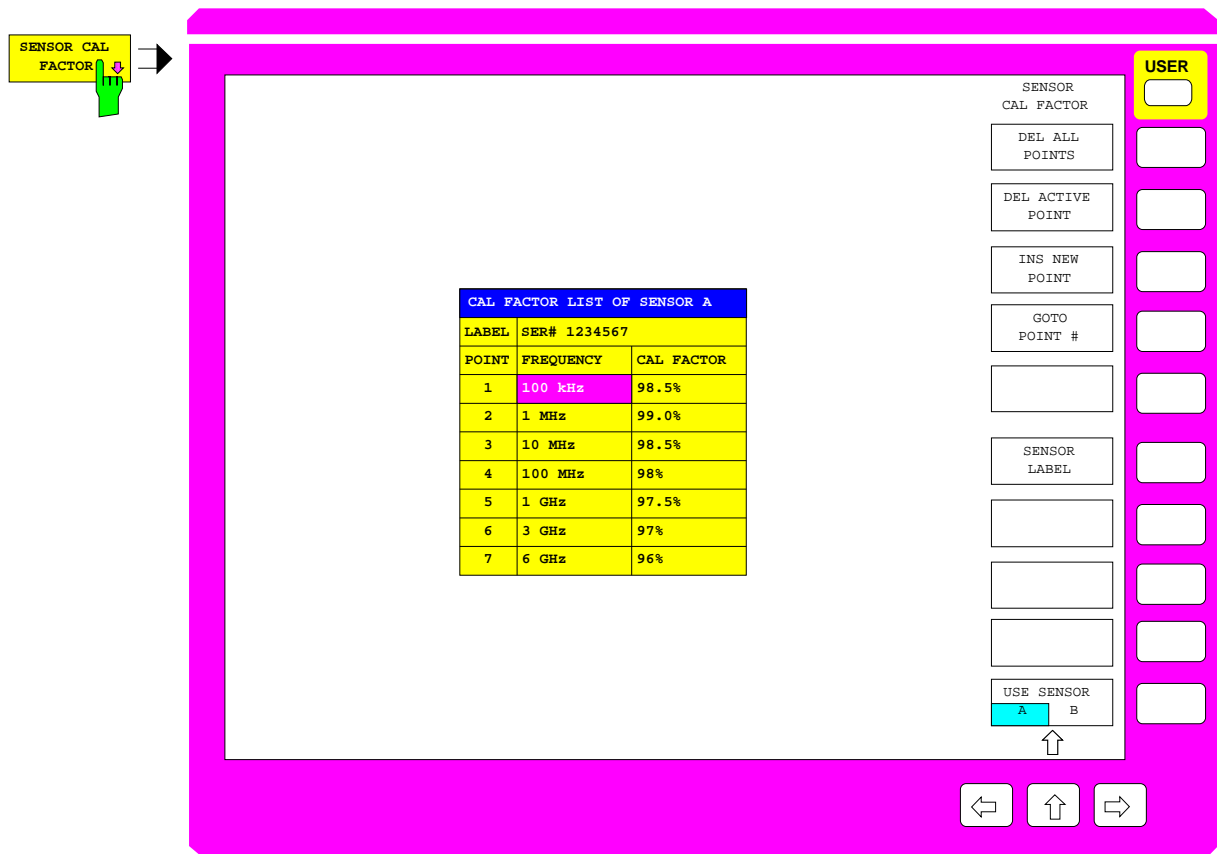 SENSOR CAL
FACTOR
USER
SENSOR
CAL FACTOR
DEL ALL
POINTS
DEL ACTIVE
POINT
INS NEW
POINT
GOTO
POINT #
SENSOR
LABEL
USE SENSOR
A B
CAL FACTOR LIST OF SENSOR A
LABEL SER# 1234567
POINT FREQUENCY CAL FACTOR
1 100 kHz 98.5%
2 1 MHz 99.0%
3 10 MHz 98.5%
4 100 MHz 98%
5 1 GHz 97.5%
6 3 GHz 97%
7 6 GHz 96%